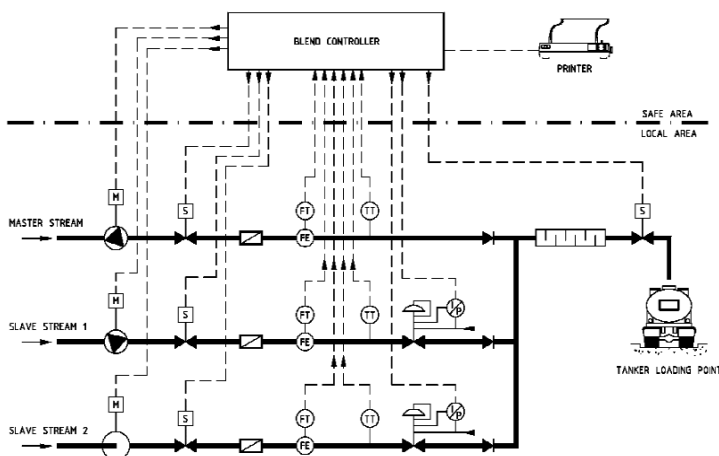 BLEND CONTROLLER
PRINTER
SAFE AREA
LOCAL AREA
M
S
S
MASTER STREAM
FT
TT
FE
M
S
SLAVE STREAM 1
FT
TT
I/P
FE
TANKER LOADING POINT
M
S
SLAVE STREAM 2
FT
TT
I/P
FE